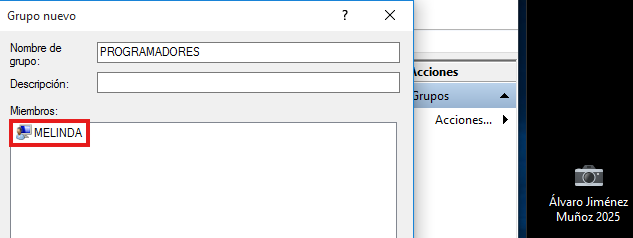 Grupo nuevo
Nombre de
grupo:
PROGRAMADORES
Descripción:
Miembros:
MELINDA
Acciones
Grupos
Acciones...
Álvaro Jiménez
Muñoz 2025